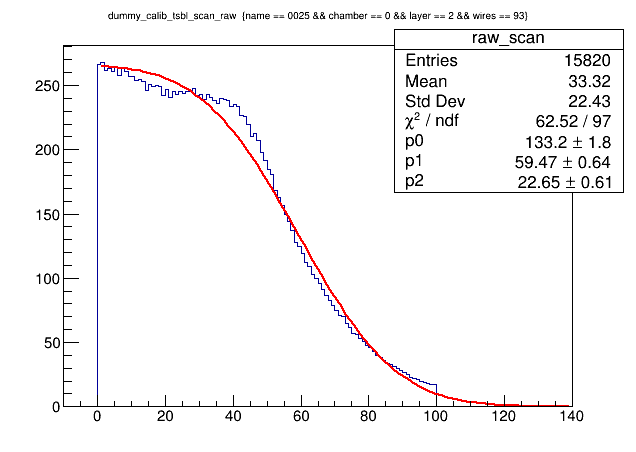 dummy_calib_tsbl_scan_raw {name == 0025 && chamber == 0 && layer == 2 && wires == 93}
raw_scan
Entries 15820
Mean 33.32
Std Dev 22.43
χ² / ndf 62.52 / 97
p0 133.2 ± 1.8
p1 59.47 ± 0.64
p2 22.65 ± 0.61
250
200
150
100
50
0
0 20 40 60 80 100 120 140